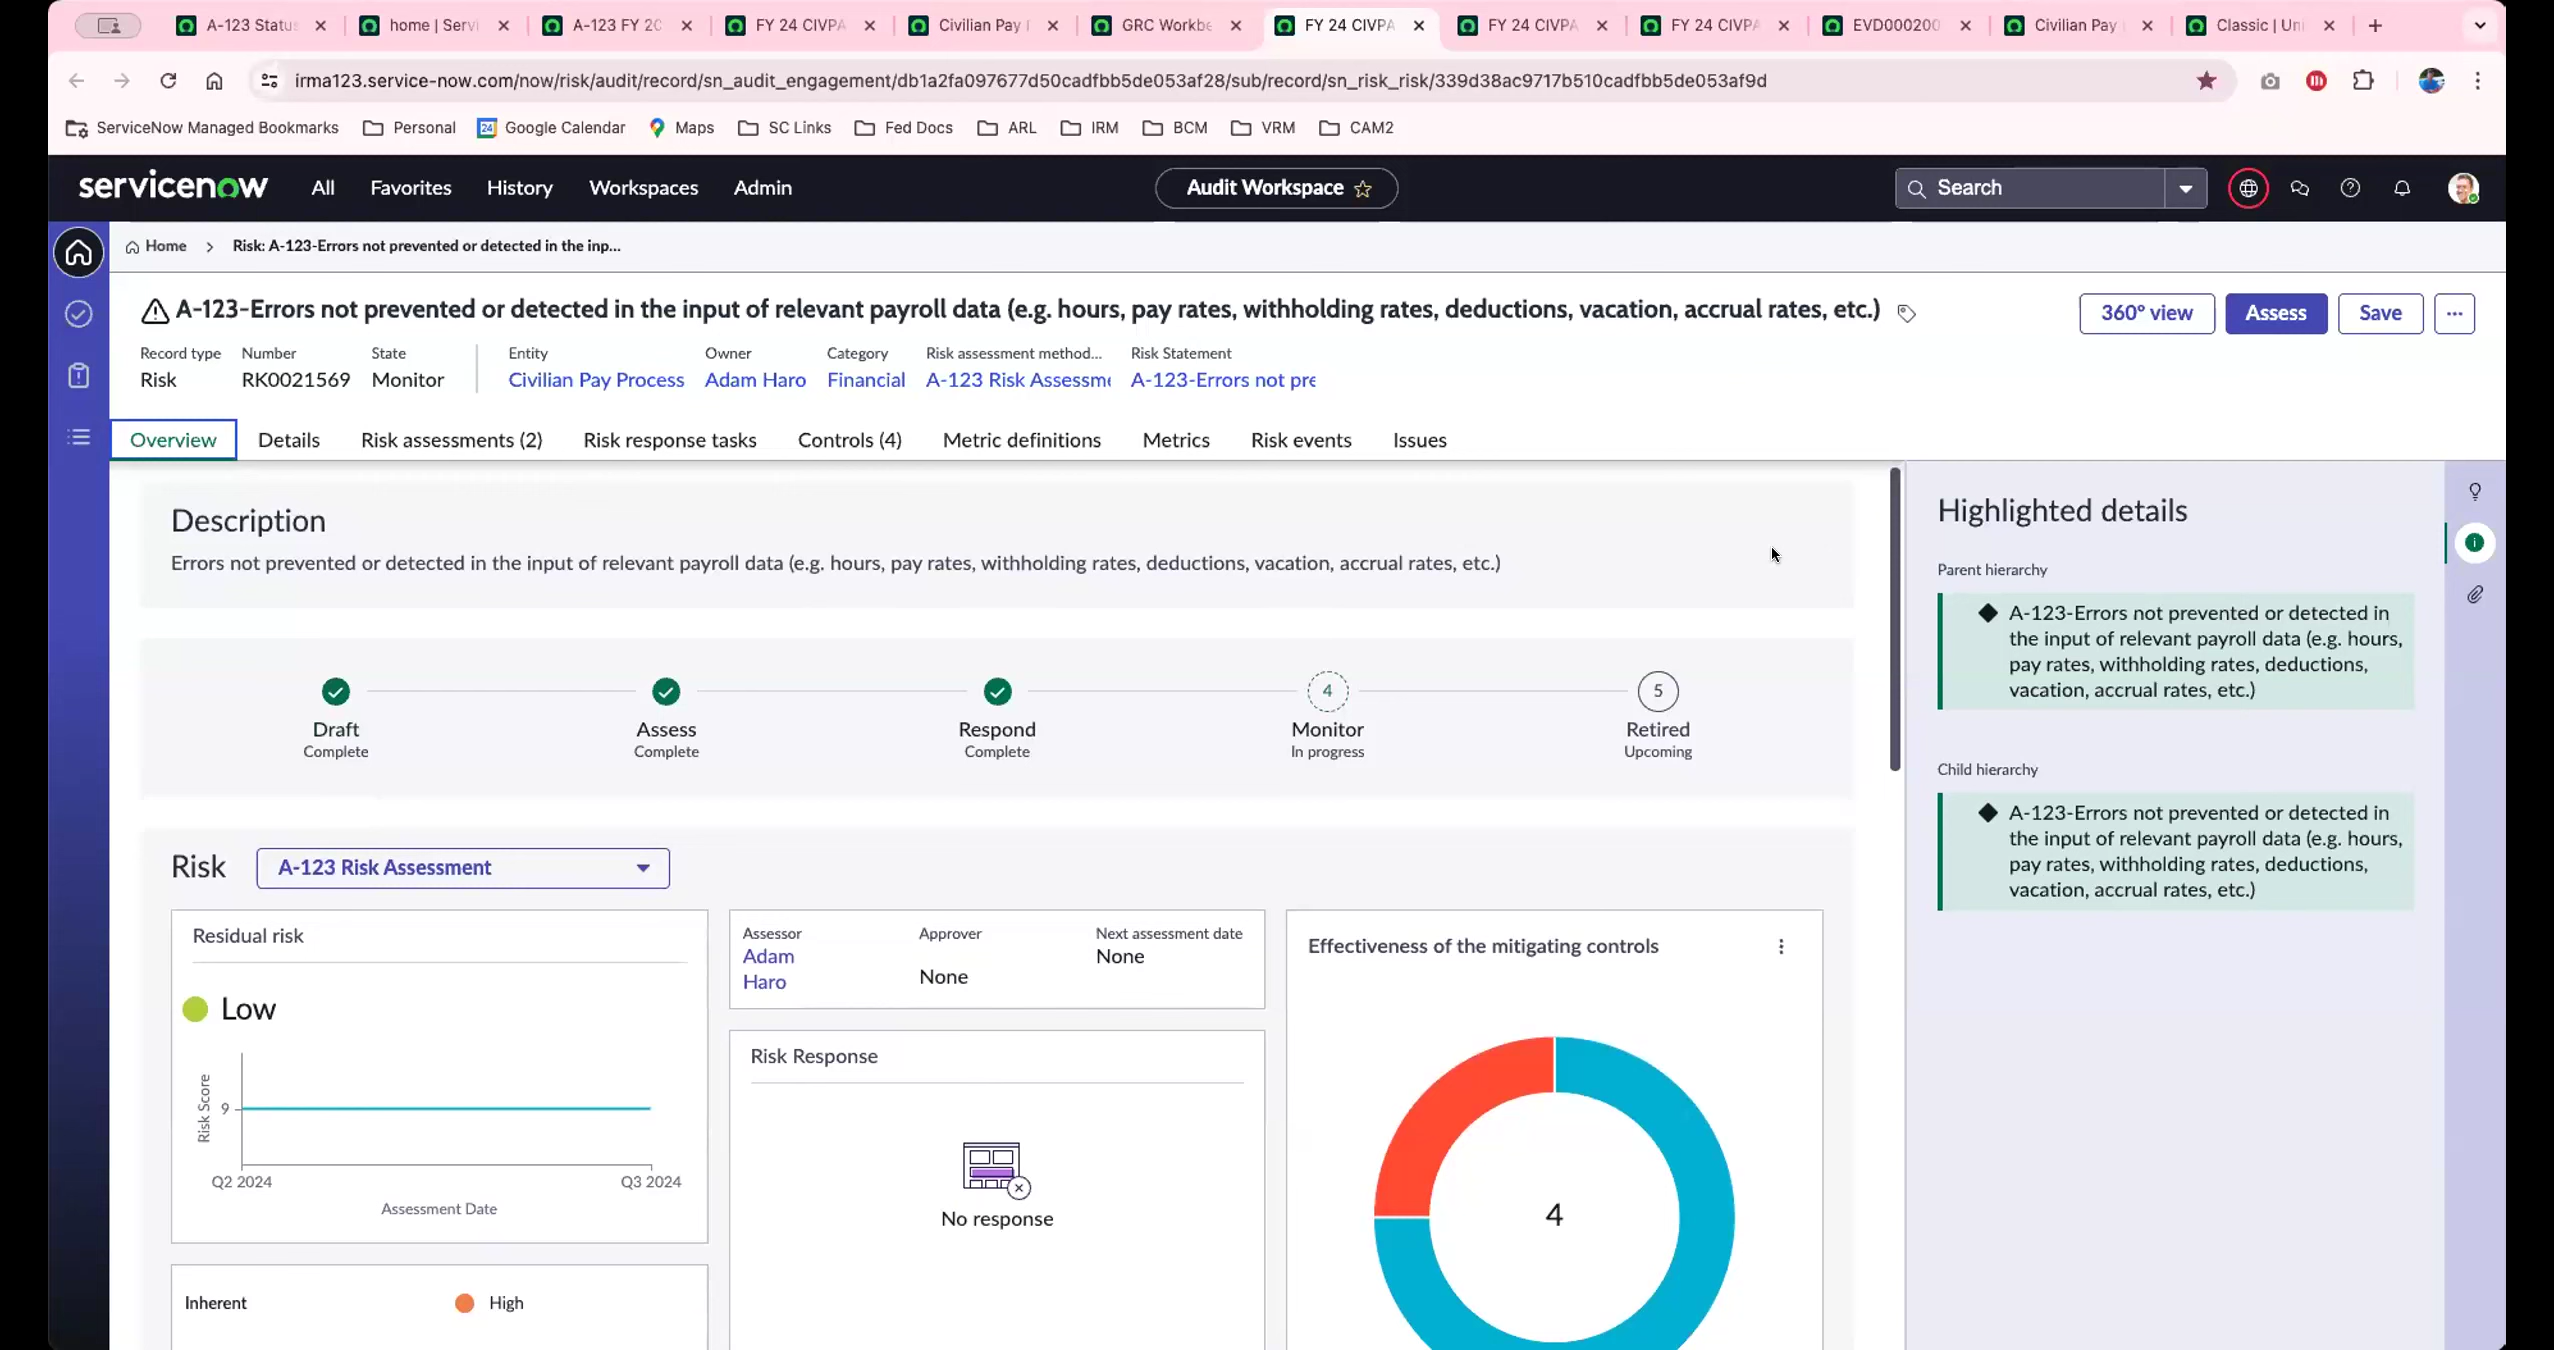 A-123 Statu
home | Servi
A-123 FY 2C
FY 24 CIVPA
Civilian Pay
GRC Workbe
FY 24 CIVPA
FY 24 CIVPA
FY 24 CIVPA
EVD000200
Civilian Pay
Classic | Uni
irma123.service-now.com/now/risk/audit/record/sn_audit_engagement/db1a2fa097677d50cadfbb5de053af28/sub/record/sn_risk_risk/339d38ac9717b510cadfbb5de053af9d
ServiceNow Managed Bookmarks Personal 24 Google Calendar Maps SC Links Fed Docs ARL IRM BCM VRM CAM2
servicenow All Favorites History Workspaces Admin Audit Workspace Search
Home > Risk: A-123-Errors not prevented or detected in the inp...
A-123-Errors not prevented or detected in the input of relevant payroll data (e.g. hours, pay rates, withholding rates, deductions, vacation, accrual rates, etc.)
360° view Assess Save ...
Record type Number State Entity Owner Category Risk assessment method... Risk Statement
Risk RK0021569 Monitor Civilian Pay Process Adam Haro Financial A-123 Risk Assessm A-123-Errors not pre
Overview Details Risk assessments (2) Risk response tasks Controls (4) Metric definitions Metrics Risk events Issues
Description
Errors not prevented or detected in the input of relevant payroll data (e.g. hours, pay rates, withholding rates, deductions, vacation, accrual rates, etc.)
4 5
Draft Assess Respond Monitor Retired
Complete Complete Complete In progress Upcoming
Risk A-123 Risk Assessment
Residual risk
Low
Risk Score
9
Q2 2024 Q3 2024
Assessment Date
Inherent High
Assessor Approver Next assessment date
Adam
Haro
None
None
Risk Response
No response
Effectiveness of the mitigating controls
4
Highlighted details
Parent hierarchy
A-123-Errors not prevented or detected in
the input of relevant payroll data (e.g. hours,
pay rates, withholding rates, deductions,
vacation, accrual rates, etc.)
Child hierarchy
A-123-Errors not prevented or detected in
the input of relevant payroll data (e.g. hours,
pay rates, withholding rates, deductions,
vacation, accrual rates, etc.)